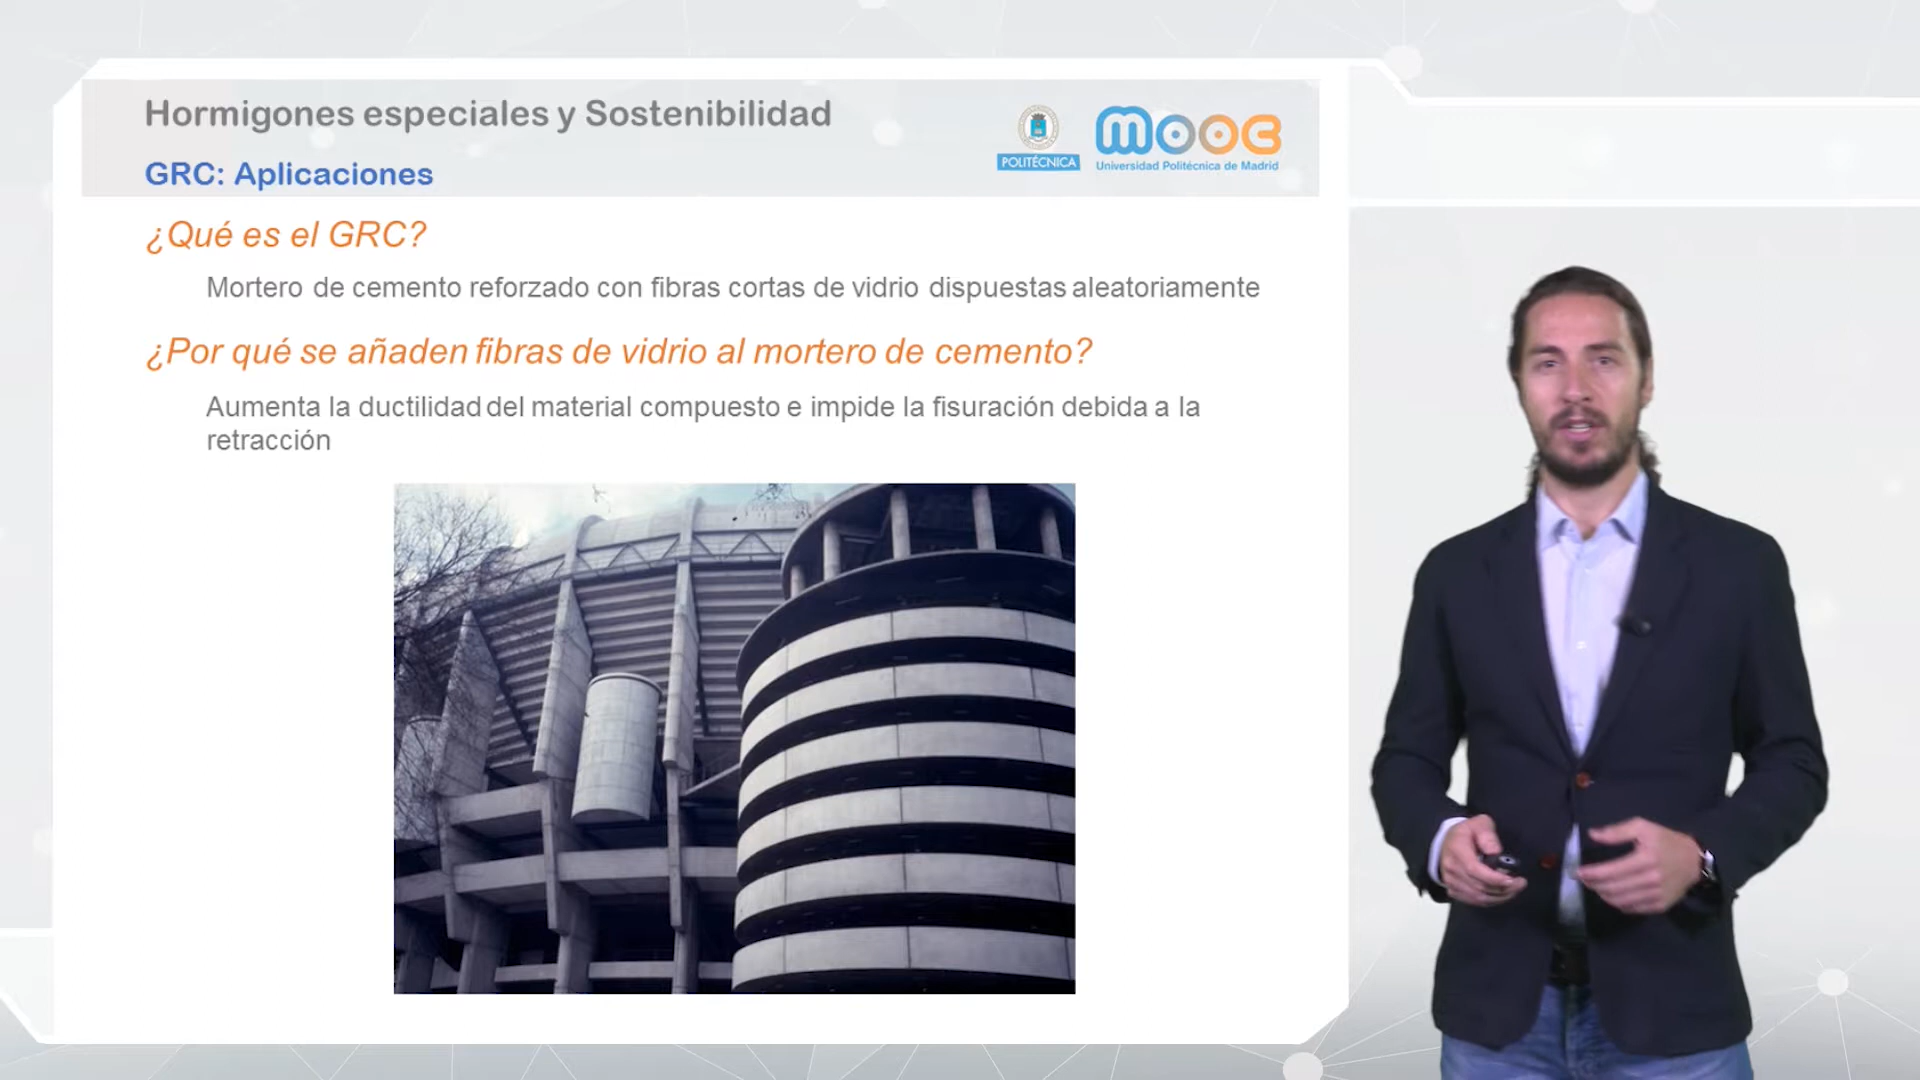 Hormigones especiales y Sostenibilidad
GRC: Aplicaciones
POLITÉCNICA
MOOC
Universidad Politécnica de Madrid
¿Qué es el GRC?
Mortero de cemento reforzado con fibras cortas de vidrio dispuestas aleatoriamente
¿Por qué se añaden fibras de vidrio al mortero de cemento?
Aumenta la ductilidad del material compuesto e impide la fisuración debida a la
retracción